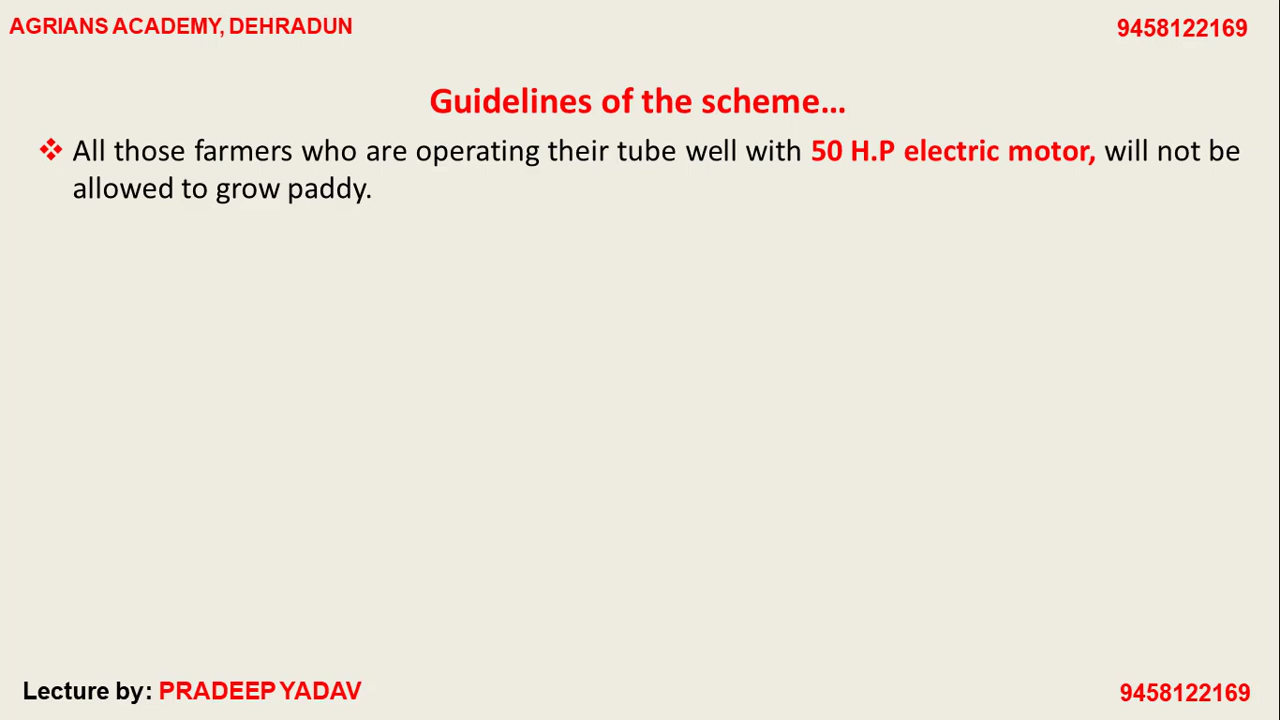 AGRIANS ACADEMY, DEHRADUN
9458122169
Guidelines of the scheme...
❖ All those farmers who are operating their tube well with 50 H.P electric motor, will not be
allowed to grow paddy.
Lecture by: PRADEEP YADAV
9458122169